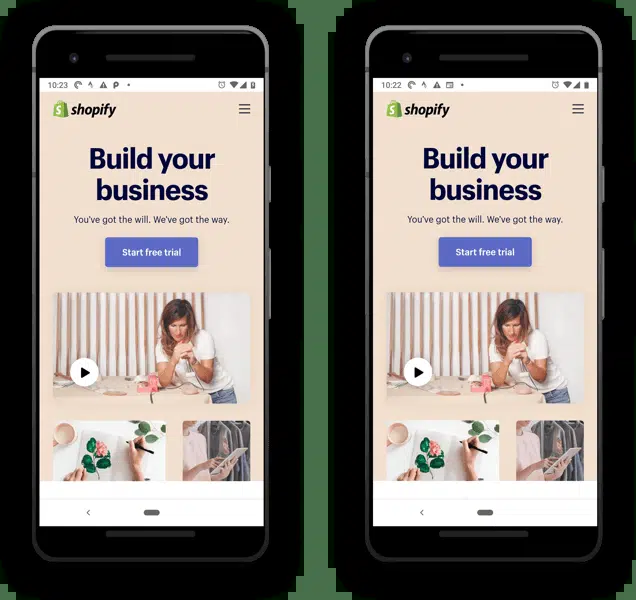 10:23
shopify
Build your
business
You've got the will. We've got the way.
Start free trial
10:22
shopify
Build your
business
You've got the will. We've got the way.
Start free trial